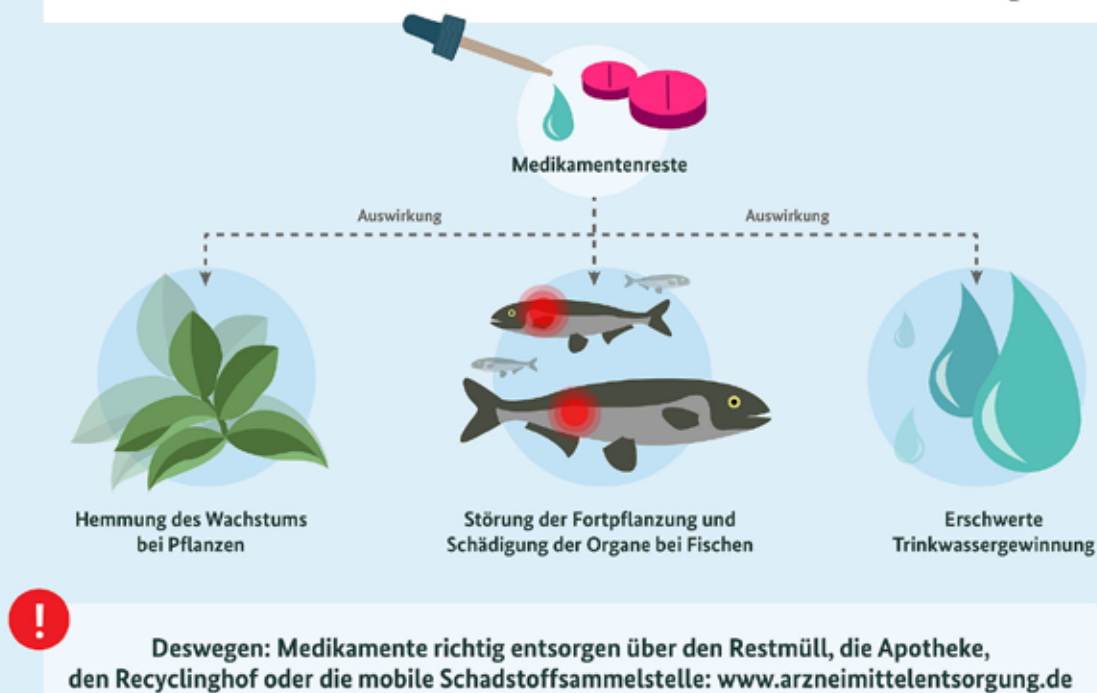 Medikamentenreste
Auswirkung
Auswirkung
Hemmung des Wachstums
bei Pflanzen
Störung der Fortpflanzung und
Schädigung der Organe bei Fischen
Erschwerte
Trinkwassergewinnung
!
Deswegen: Medikamente richtig entsorgen über den Restmüll, die Apotheke,
den Recyclinghof oder die mobile Schadstoffsammelstelle: www.arzneimittelentsorgung.de